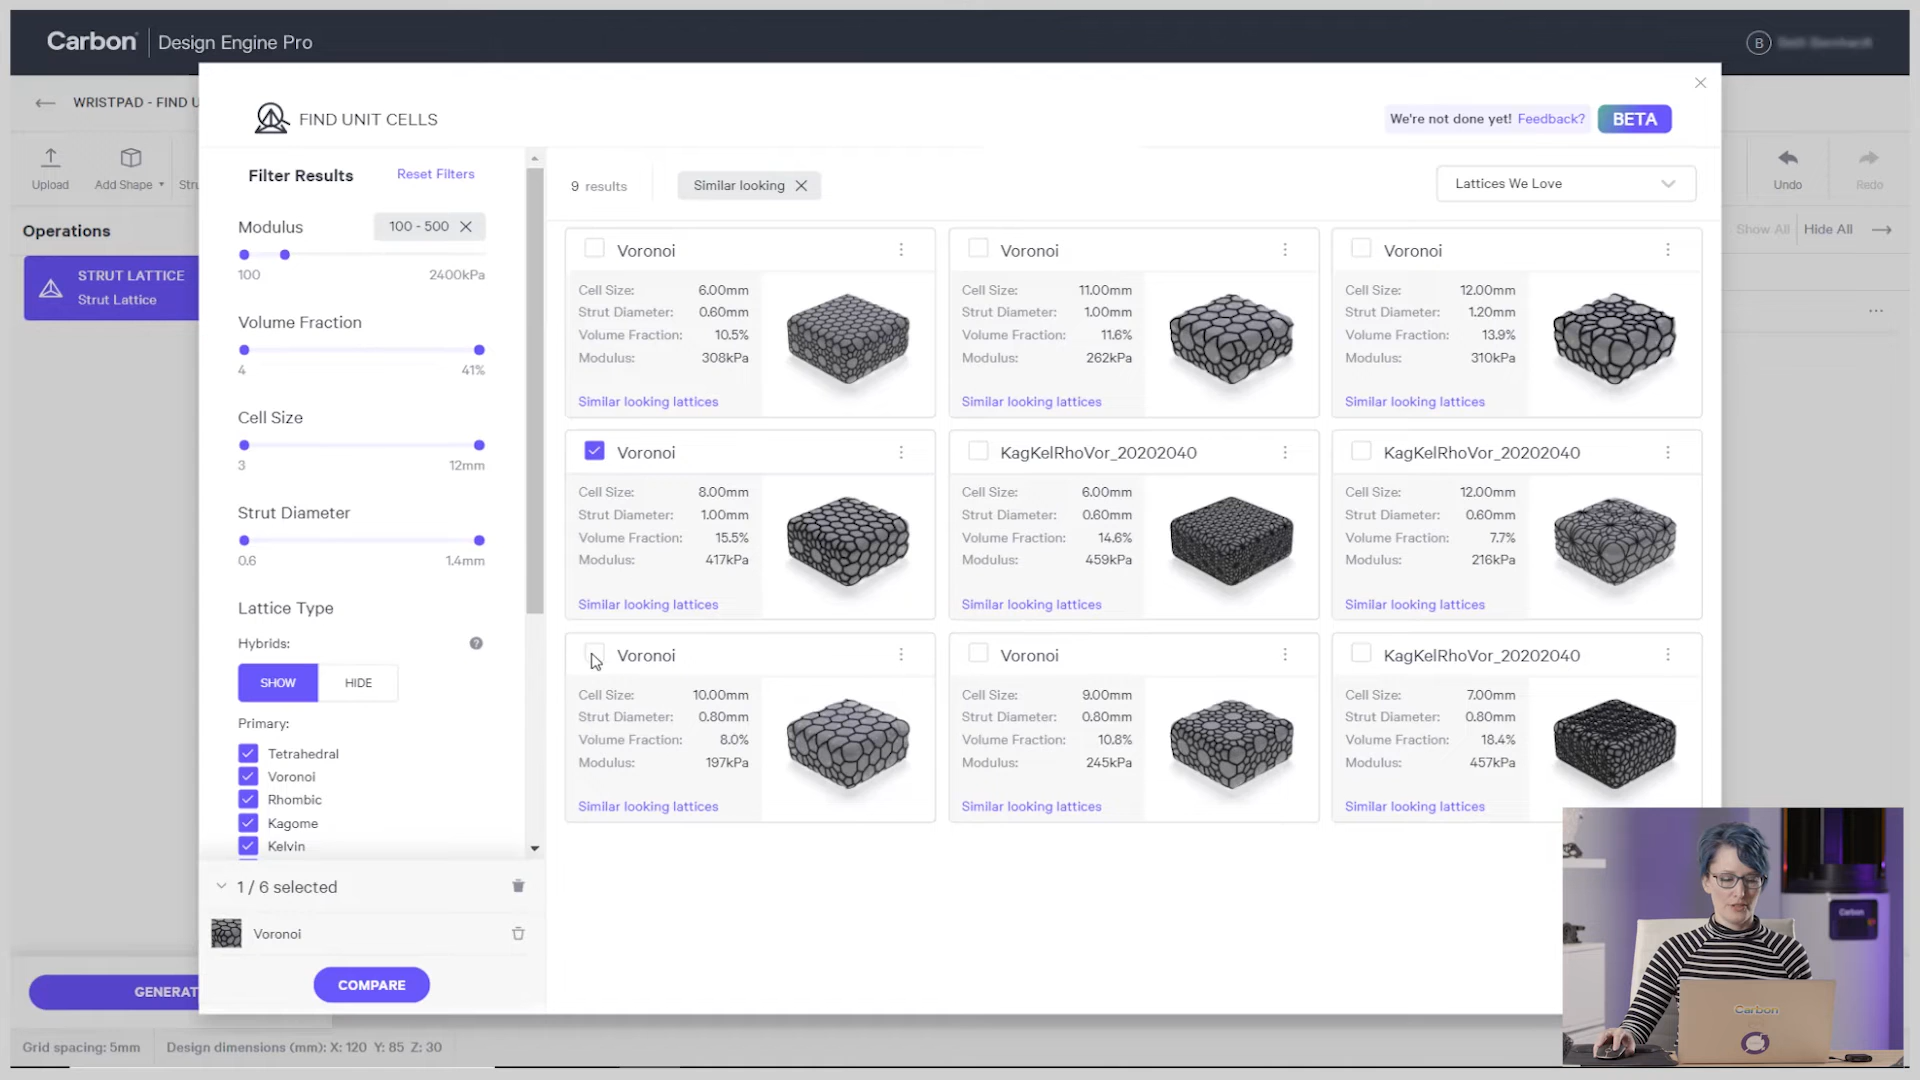 Carbon® Design Engine Pro
B
WRISTPAD - FIND U
Upload
Add Shape
Stru
Undo
Redo
Operations
Show All
Hide All
STRUT LATTICE
Strut Lattice
FIND UNIT CELLS
We're not done yet! Feedback?
BETA
Filter Results
Reset Filters
9 results
Similar looking
Lattices We Love
Modulus
100 - 500
100
2400kPa
Volume Fraction
4
41%
Cell Size
3
12mm
Strut Diameter
0.6
1.4mm
Lattice Type
Hybrids:
SHOW
HIDE
Primary:
Tetrahedral
Voronoi
Rhombic
Kagome
Kelvin
1 / 6 selected
Voronoi
COMPARE
Voronoi
Cell Size: 6.00mm
Strut Diameter: 0.60mm
Volume Fraction: 10.5%
Modulus: 308kPa
Similar looking lattices
Voronoi
Cell Size: 11.00mm
Strut Diameter: 1.00mm
Volume Fraction: 11.6%
Modulus: 262kPa
Similar looking lattices
Voronoi
Cell Size: 12.00mm
Strut Diameter: 1.20mm
Volume Fraction: 13.9%
Modulus: 310kPa
Similar looking lattices
Voronoi
Cell Size: 8.00mm
Strut Diameter: 1.00mm
Volume Fraction: 15.5%
Modulus: 417kPa
Similar looking lattices
KagKelRhoVor_20202040
Cell Size: 6.00mm
Strut Diameter: 0.60mm
Volume Fraction: 14.6%
Modulus: 459kPa
Similar looking lattices
KagKelRhoVor_20202040
Cell Size: 12.00mm
Strut Diameter: 0.60mm
Volume Fraction: 7.7%
Modulus: 216kPa
Similar looking lattices
Voronoi
Cell Size: 10.00mm
Strut Diameter: 0.80mm
Volume Fraction: 8.0%
Modulus: 197kPa
Similar looking lattices
Voronoi
Cell Size: 9.00mm
Strut Diameter: 0.80mm
Volume Fraction: 10.8%
Modulus: 245kPa
Similar looking lattices
KagKelRhoVor_20202040
Cell Size: 7.00mm
Strut Diameter: 0.80mm
Volume Fraction: 18.4%
Modulus: 457kPa
Similar looking lattices
GENERAT
Grid spacing: 5mm
Design dimensions (mm): X: 120 Y: 85 Z: 30
Carbon
Carbon